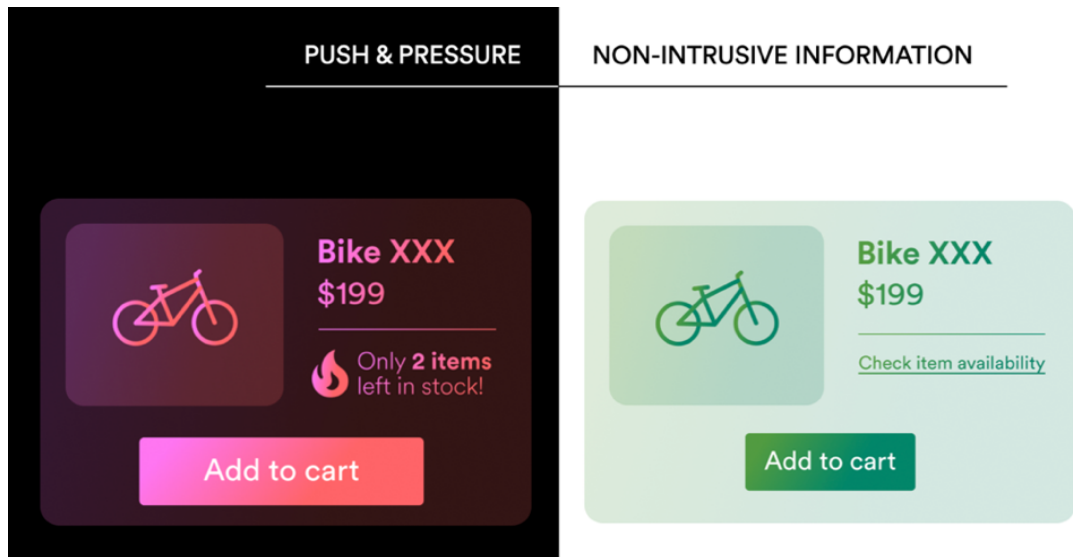 PUSH & PRESSURE
NON-INTRUSIVE INFORMATION
Bike XXX
$199
Only 2 items
left in stock!
Add to cart
Bike XXX
$199
Check item availability
Add to cart